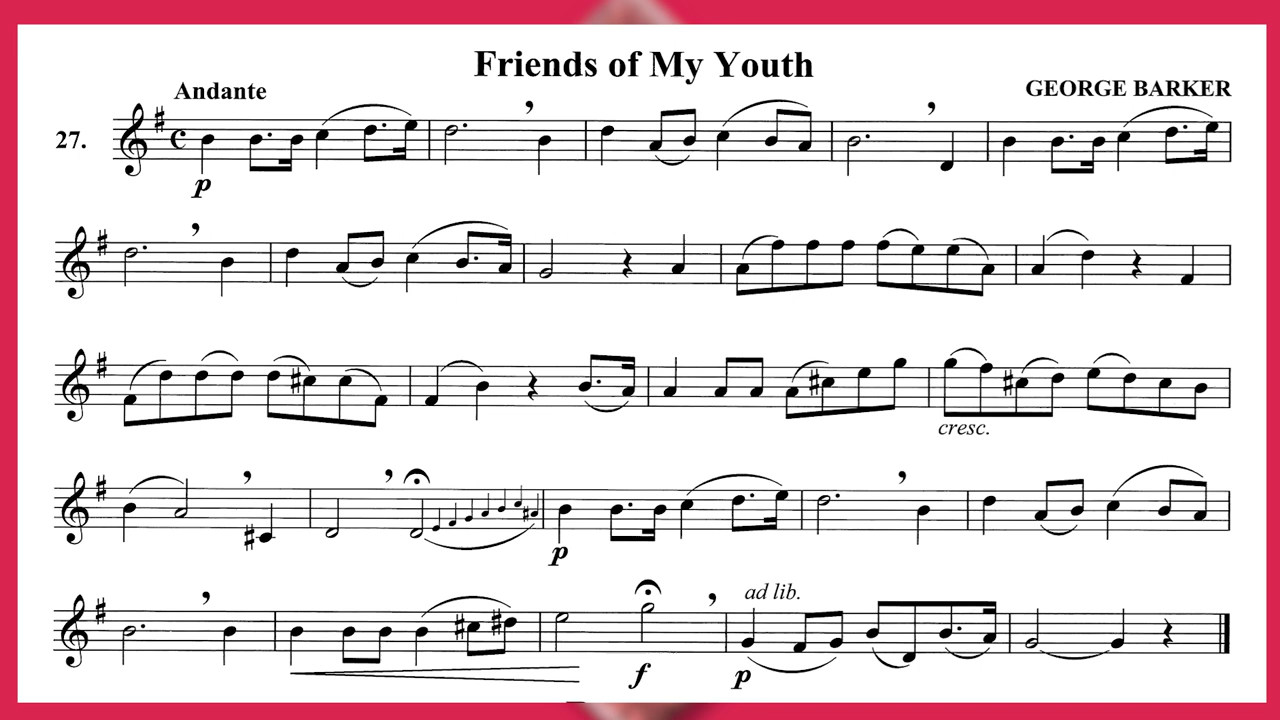 Friends of My Youth
Andante
GEORGE BARKER
27.
p
cresc.
p
ad lib.
f
p